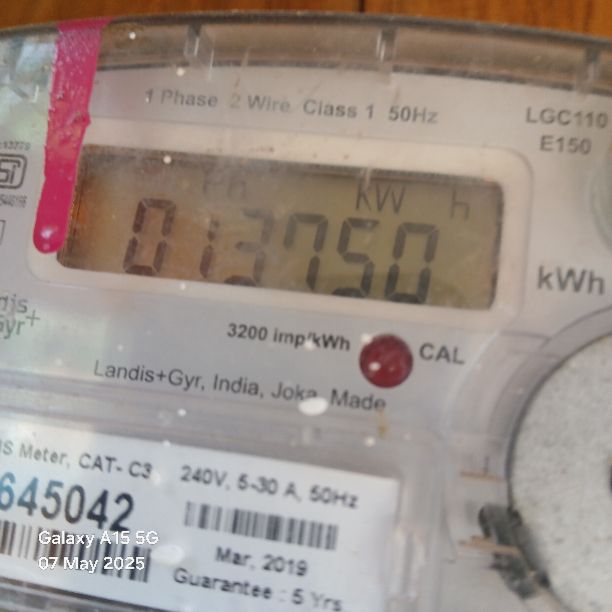 1 Phase 2 Wire Class 1 50Hz
LGC110
E150
kW h
013750
kWh
3200 imp/kWh
CAL
Landis+Gyr, India, Joka, Made
Gyr+
Meter, CAT- C3
240V, 5-30 A, 50Hz
645042
Mar, 2019
Guarantee : 5 Yrs
Galaxy A15 5G
07 May 2025